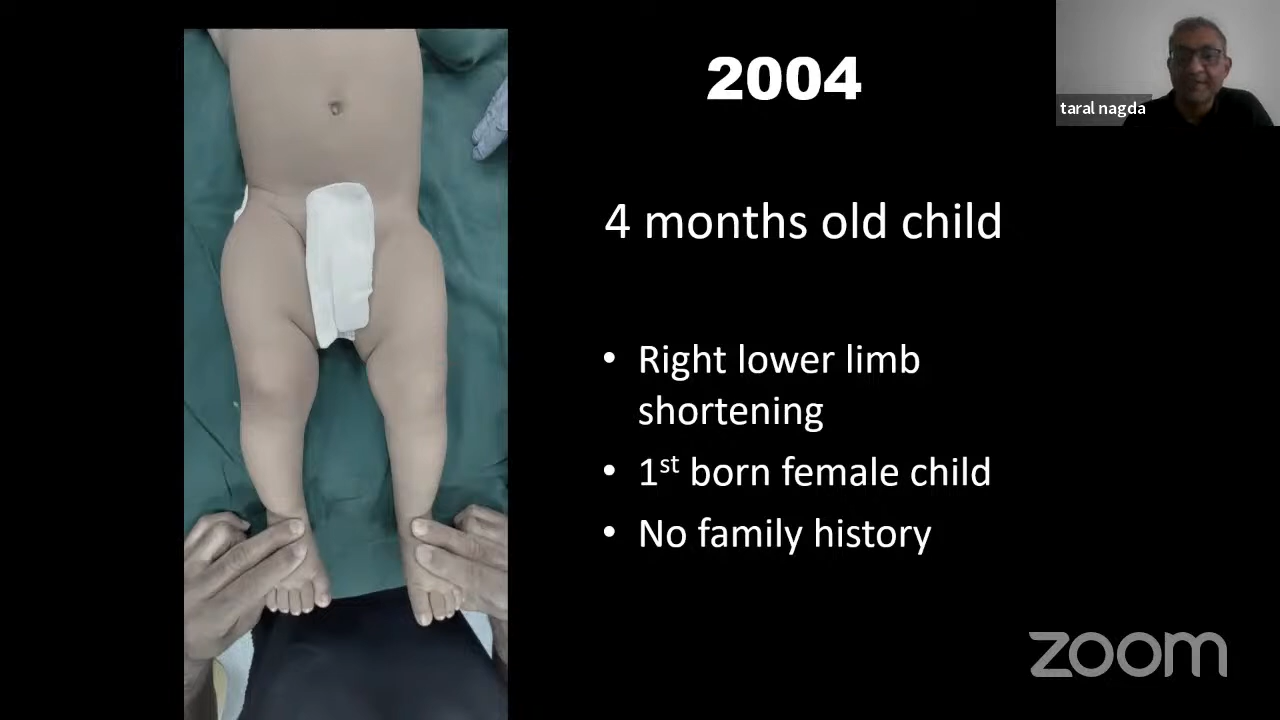 2004
taral nagda
4 months old child
• Right lower limb
shortening
• 1st born female child
• No family history
zoom